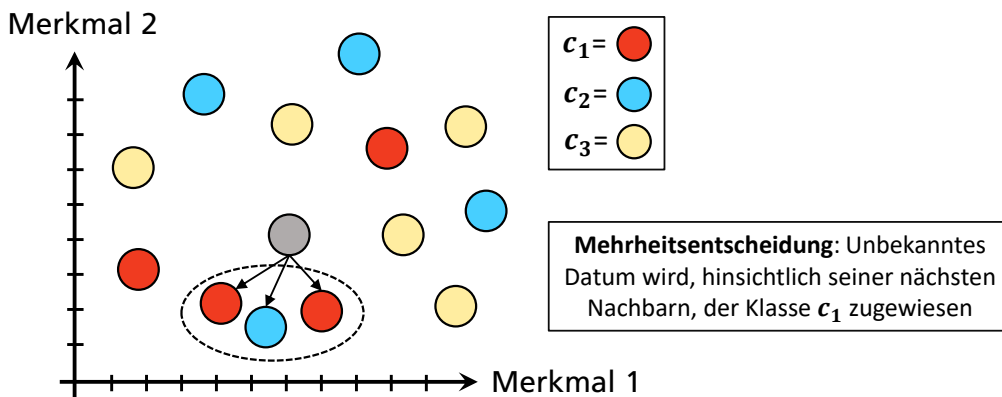 Merkmal 2
c₁=
c₂=
c₃=
Mehrheitsentscheidung: Unbekanntes
Datum wird, hinsichtlich seiner nächsten
Nachbarn, der Klasse c₁ zugewiesen
Merkmal 1